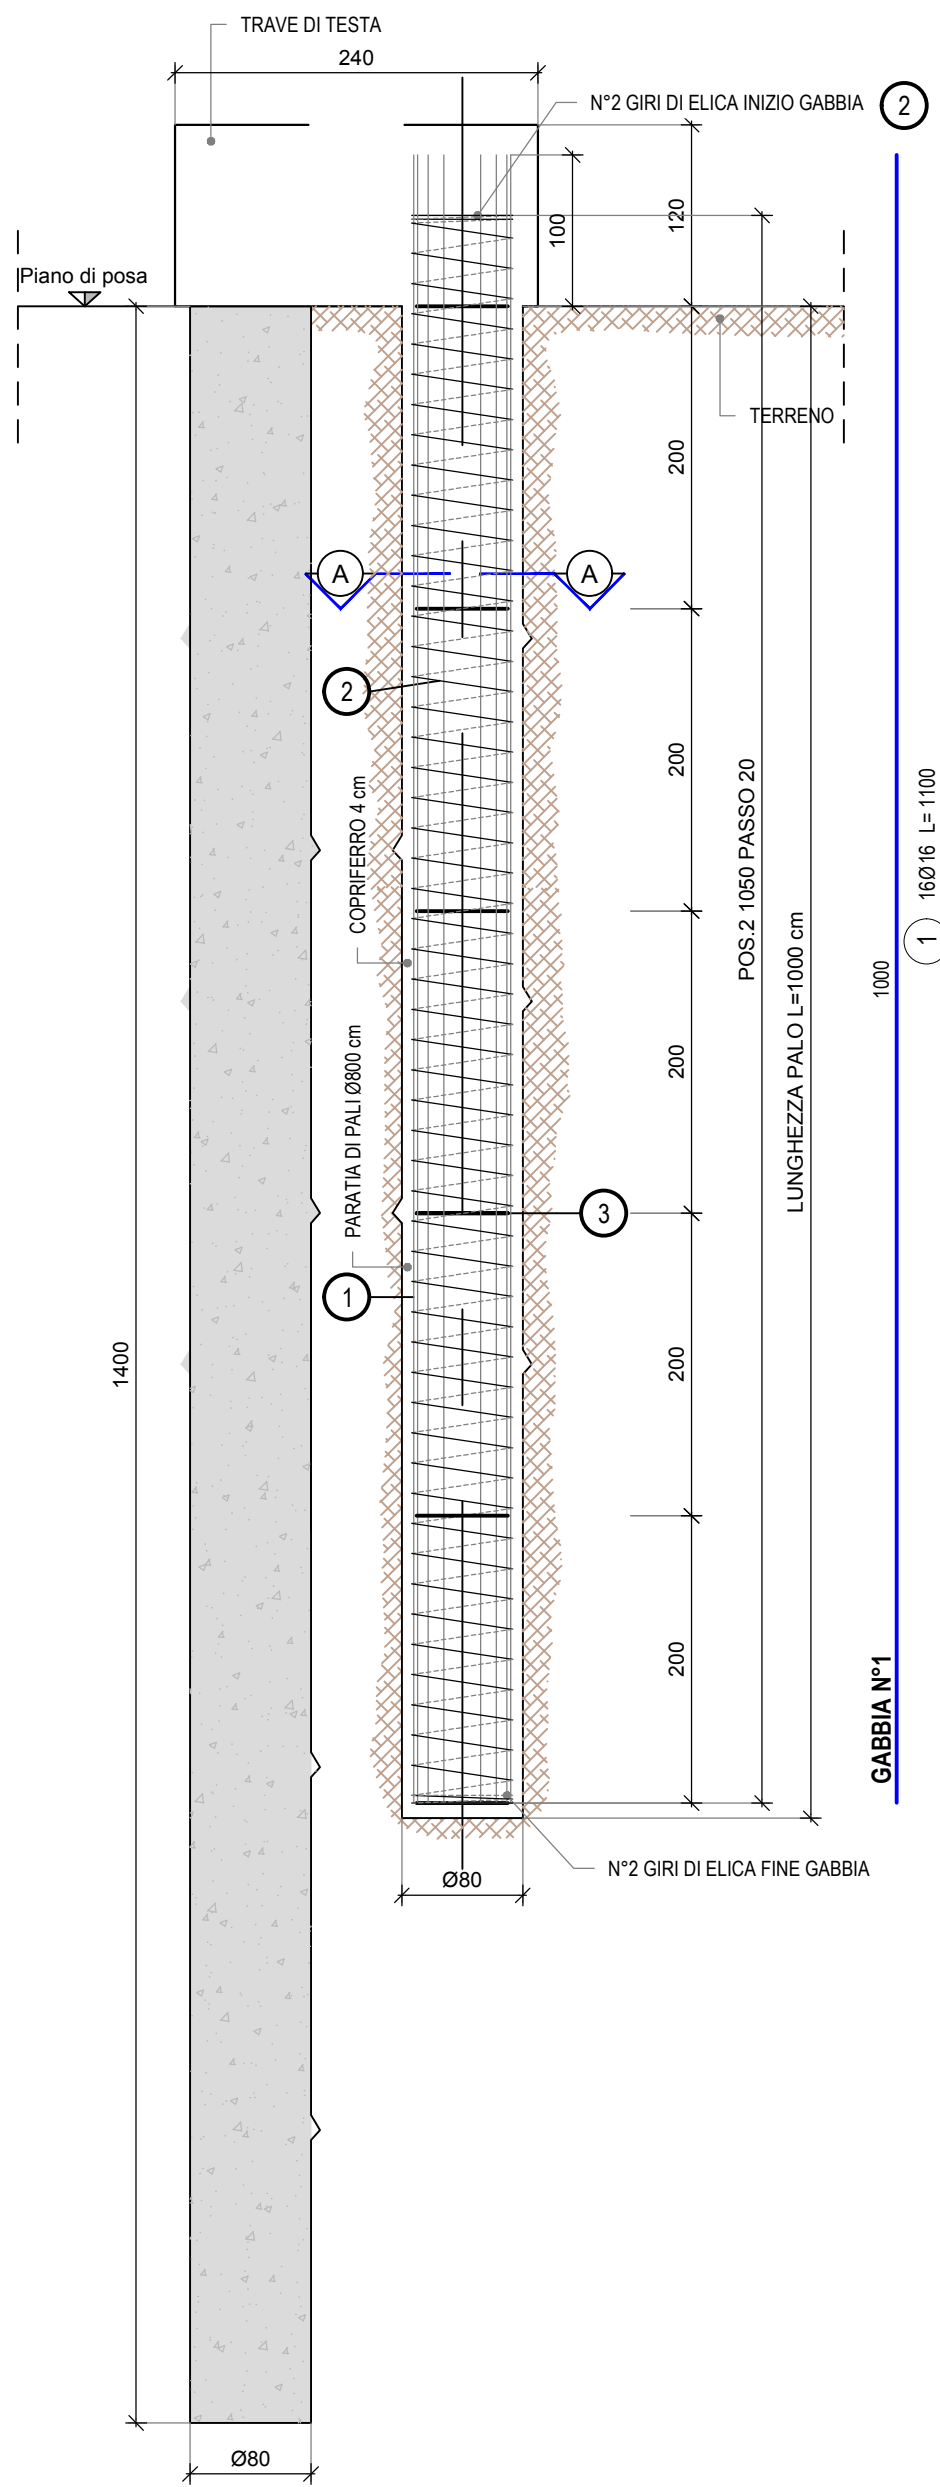 TRAVE DI TESTA
240
N°2 GIRI DI ELICA INIZIO GABBIA
2
120
100
Piano di posa
TERRENO
200
A
A
2
200
COPRIFERRO 4 cm
POS.2 1050 PASSO 20
1 16Ø16 L= 1100
LUNGHEZZA PALO L=1000 cm
1000
200
PARATIA DI PALI Ø800 cm
3
1
1400
200
200
GABBIA N°1
N°2 GIRI DI ELICA FINE GABBIA
Ø80
Ø80